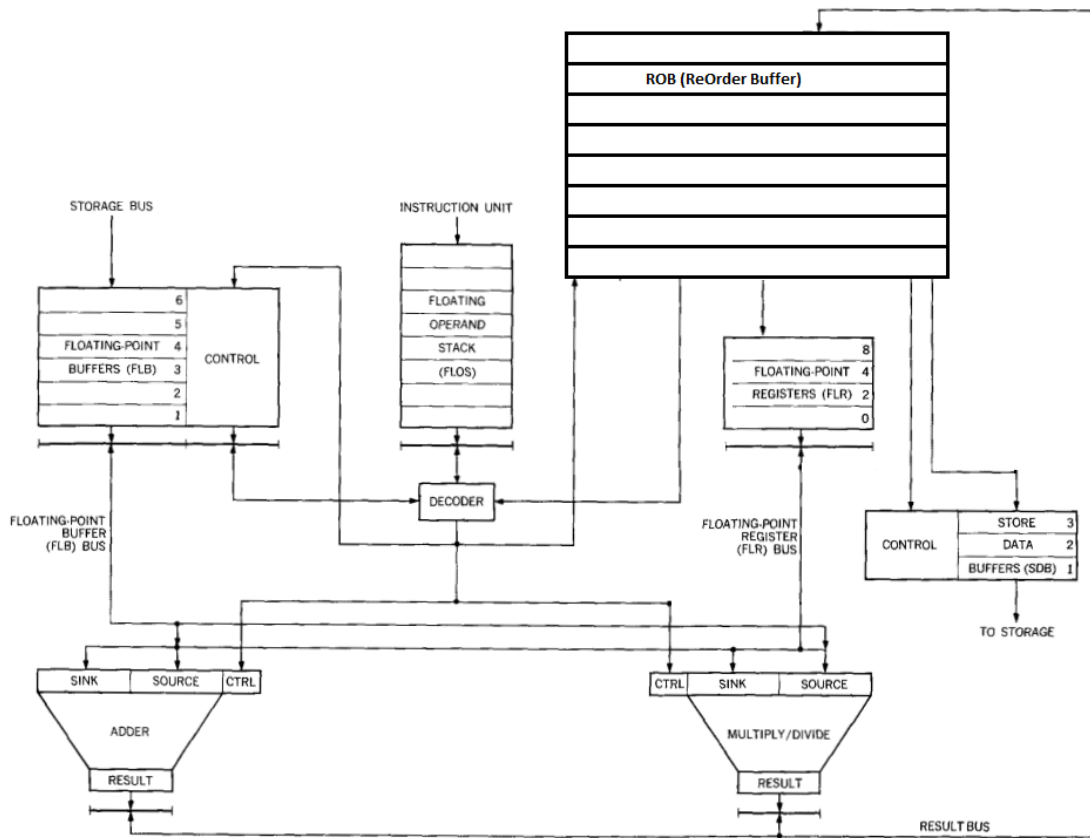 ROB (ReOrder Buffer)
STORAGE BUS
INSTRUCTION UNIT
6
5
FLOATING-POINT 4
BUFFERS (FLB) 3
2
1
CONTROL
FLOATING
OPERAND
STACK
(FLOS)
8
FLOATING-POINT 4
REGISTERS (FLR) 2
0
DECODER
FLOATING-POINT
BUFFER
(FLB) BUS
FLOATING-POINT
REGISTER
(FLR) BUS
CONTROL
STORE 3
DATA 2
BUFFERS (SDB) 1
TO STORAGE
SINK
SOURCE
CTRL
CTRL
SINK
SOURCE
ADDER
MULTIPLY/DIVIDE
RESULT
RESULT
RESULT BUS